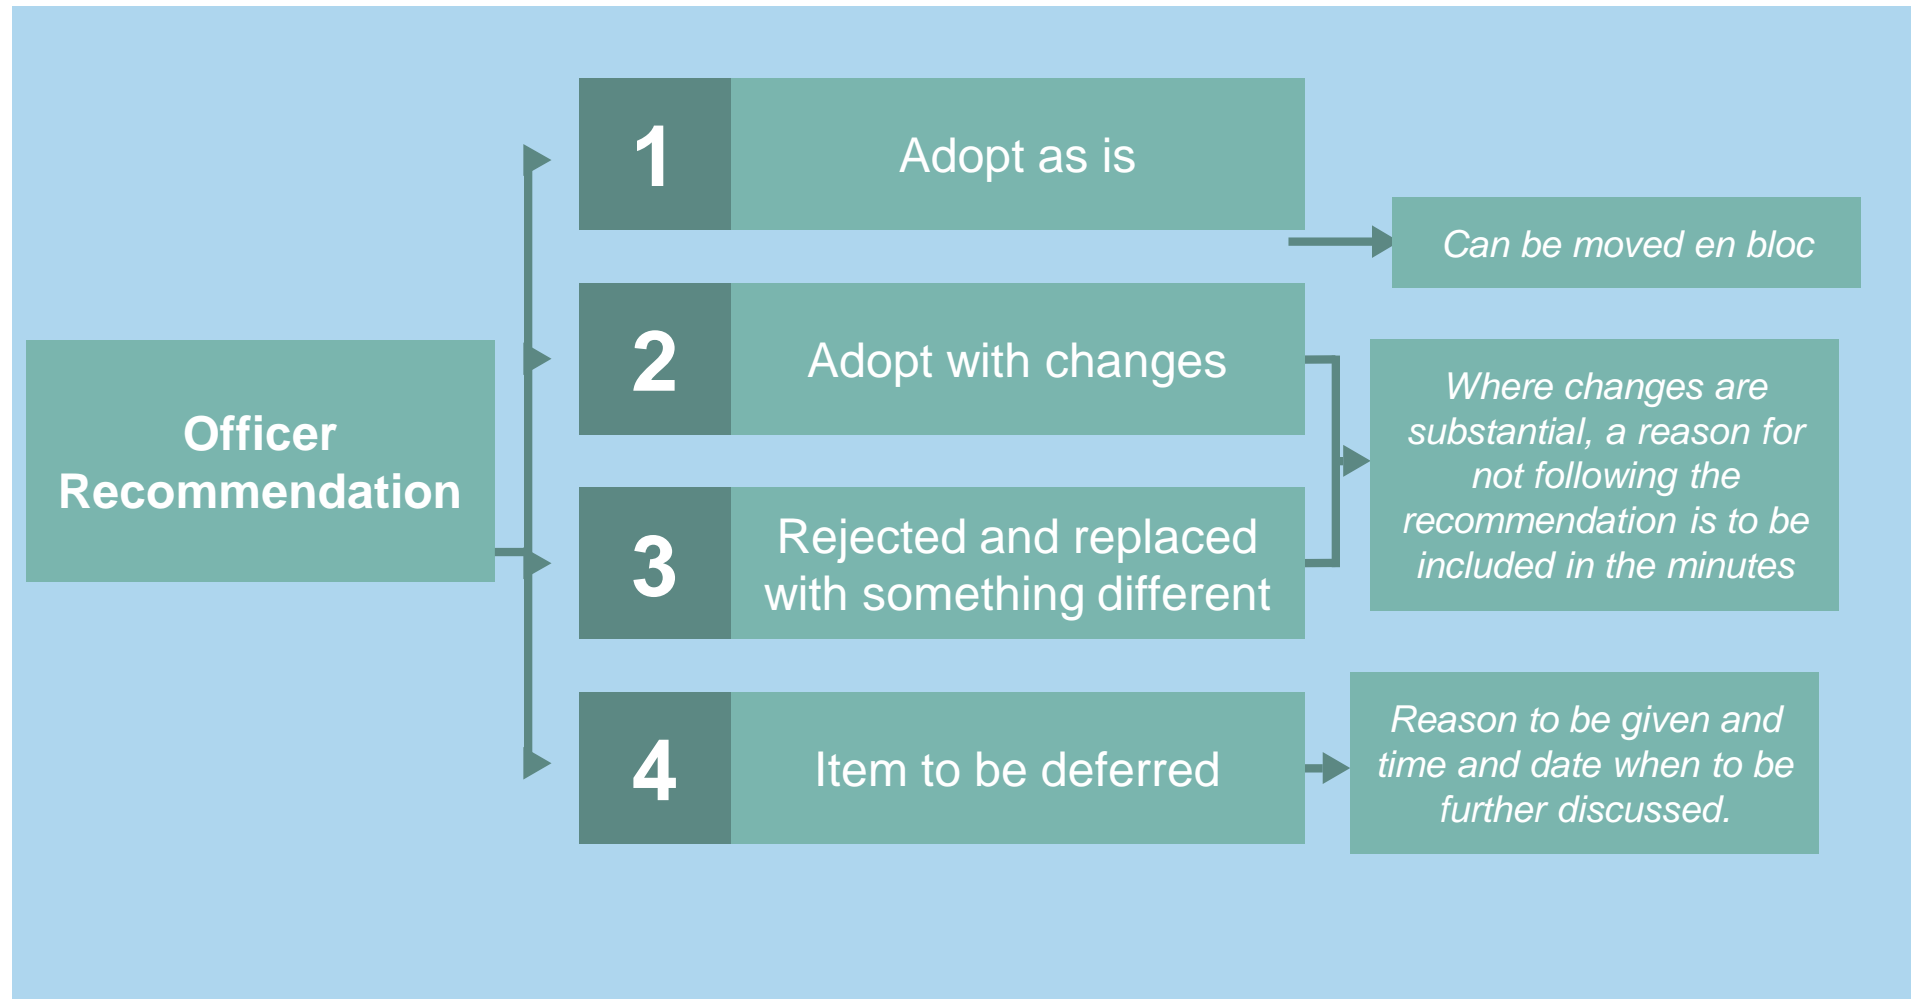 Officer
Recommendation
1
Adopt as is
Can be moved en bloc
2
Adopt with changes
3
Rejected and replaced
with something different
Where changes are
substantial, a reason for
not following the
recommendation is to be
included in the minutes
4
Item to be deferred
Reason to be given and
time and date when to be
further discussed.